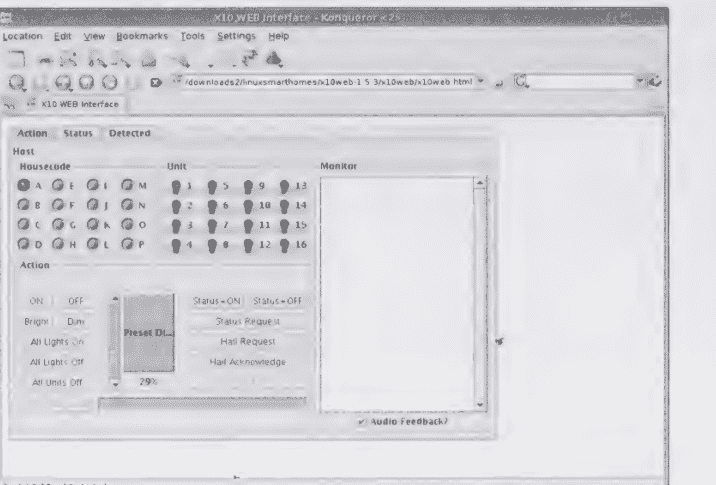 X10 WEB Interface - Konqueror <2>
Location Edit View Bookmarks Tools Settings Help
/downloads2/linuxsmarthomes/x10web-1.5.3/x10web/x10web.html
X10 WEB Interface
Action Status Detected
Host
Housecode Unit Monitor
A E I M 1 5 9 13
B F J N 2 6 10 14
C G K O 3 7 11 15
D H L P 4 8 12 16
Action
ON OFF Status=ON Status=OFF
Bright Dim Preset Di... Status Request
All Lights On Hail Request
All Lights Off Hail Acknowledge
All Units Off 29%
Audio Feedback?